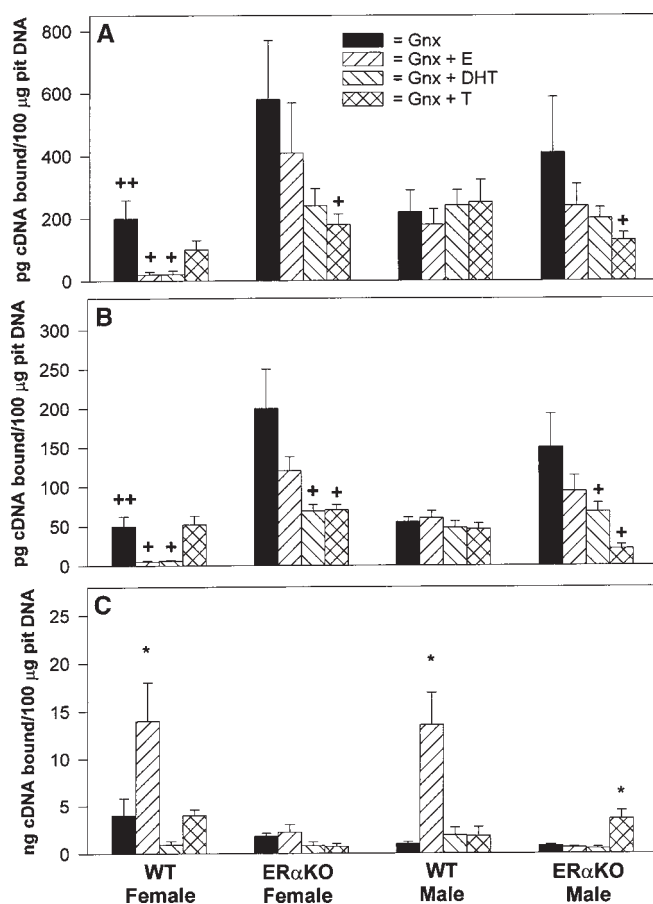 A
pg cDNA bound/100 μg pit DNA
800
600
400
200
0
= Gnx
= Gnx + E
= Gnx + DHT
= Gnx + T
++
+ +
+
+
B
pg cDNA bound/100 μg pit DNA
300
250
200
150
100
50
0
++
+ +
+ +
+
+
C
ng cDNA bound/100 μg pit DNA
25
20
15
10
5
0
*
*
*
WT
Female
ERαKO
Female
WT
Male
ERαKO
Male